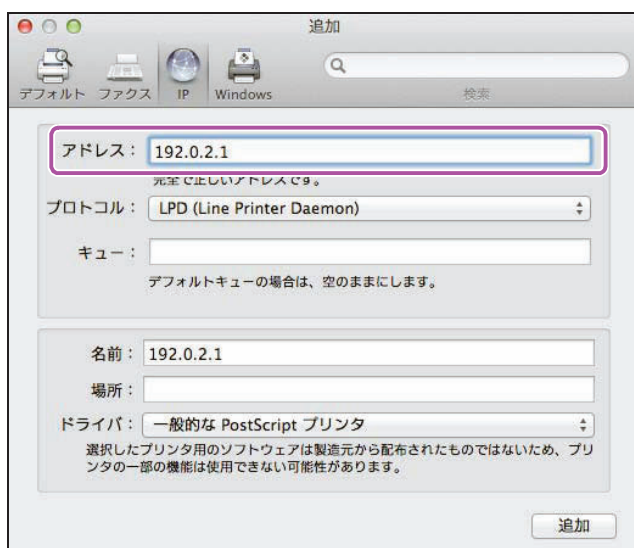 追加
デフォルト ファクス IP Windows 検索
アドレス： 192.0.2.1
完全で正しいアドレスです。
プロトコル： LPD (Line Printer Daemon)
キュー：
デフォルトキューの場合は、空のままにします。
名前： 192.0.2.1
場所：
ドライバ： 一般的な PostScript プリンタ
選択したプリンタ用のソフトウェアは製造元から配布されたものではないため、プリ
ンタの一部の機能は使用できない可能性があります。
追加